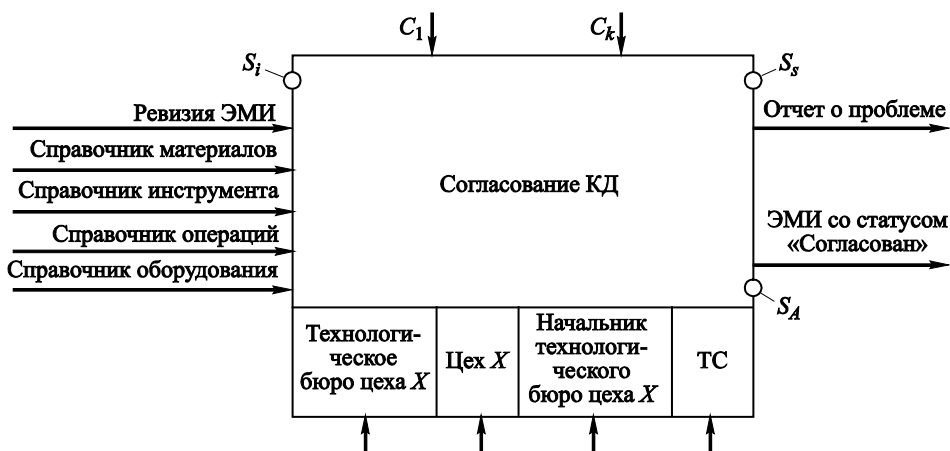 C1
Ck
Si
Ss
Ревизия ЭМИ
Справочник материалов
Справочник инструмента
Справочник операций
Справочник оборудования
Согласование КД
Отчет о проблеме
ЭМИ со статусом
«Согласован»
SA
Технологи-
ческое
бюро цеха X
Цех X
Начальник
технологи-
ческого
бюро цеха X
ТС